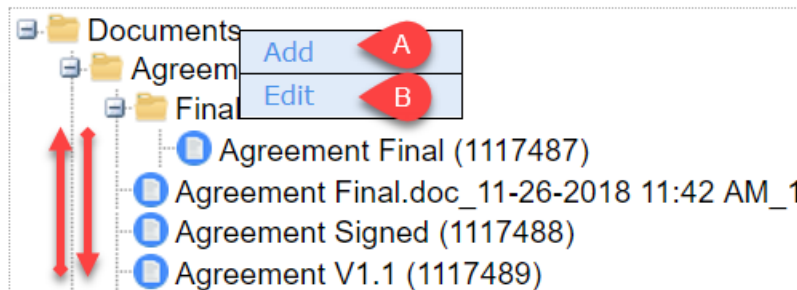 Documents
Add A
Agreem
Edit B
Final
Agreement Final (1117487)
Agreement Final.doc_11-26-2018 11:42 AM_1
Agreement Signed (1117488)
Agreement V1.1 (1117489)